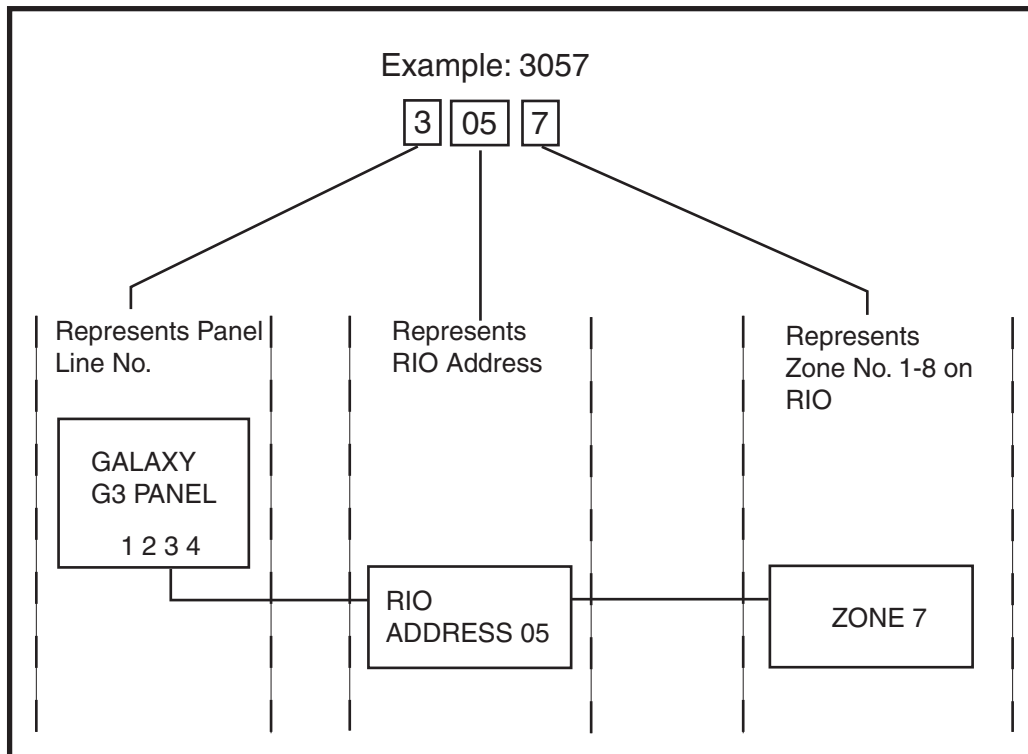 Example: 3057
3 05 7
Represents Panel
Line No.
Represents
RIO Address
Represents
Zone No. 1-8 on
RIO
GALAXY
G3 PANEL
1 2 3 4
RIO
ADDRESS 05
ZONE 7